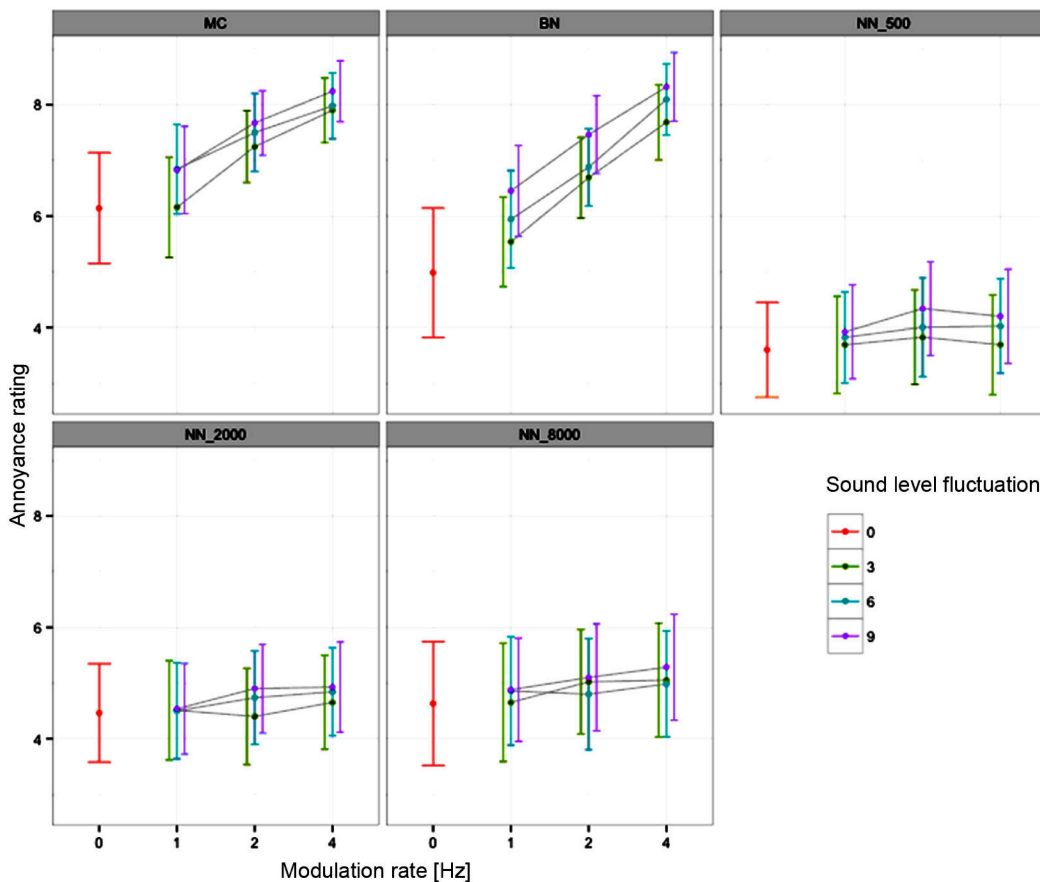 MC
BN
NN_500
8
6
4
Annoyance rating
NN_2000
NN_8000
8
6
4
Sound level fluctuation
0
3
6
9
0 1 2 4
0 1 2 4
Modulation rate [Hz]